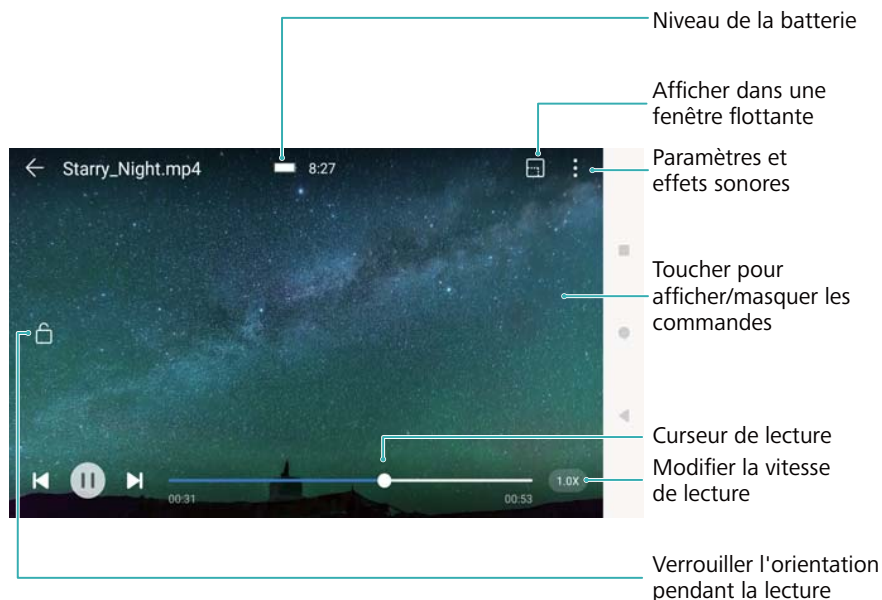 Niveau de la batterie
Afficher dans une
fenêtre flottante
Paramètres et
effets sonores
Starry_Night.mp4
8:27
Toucher pour
afficher/masquer les
commandes
Curseur de lecture
Modifier la vitesse
de lecture
1.0X
00:31
00:53
Verrouiller l'orientation
pendant la lecture